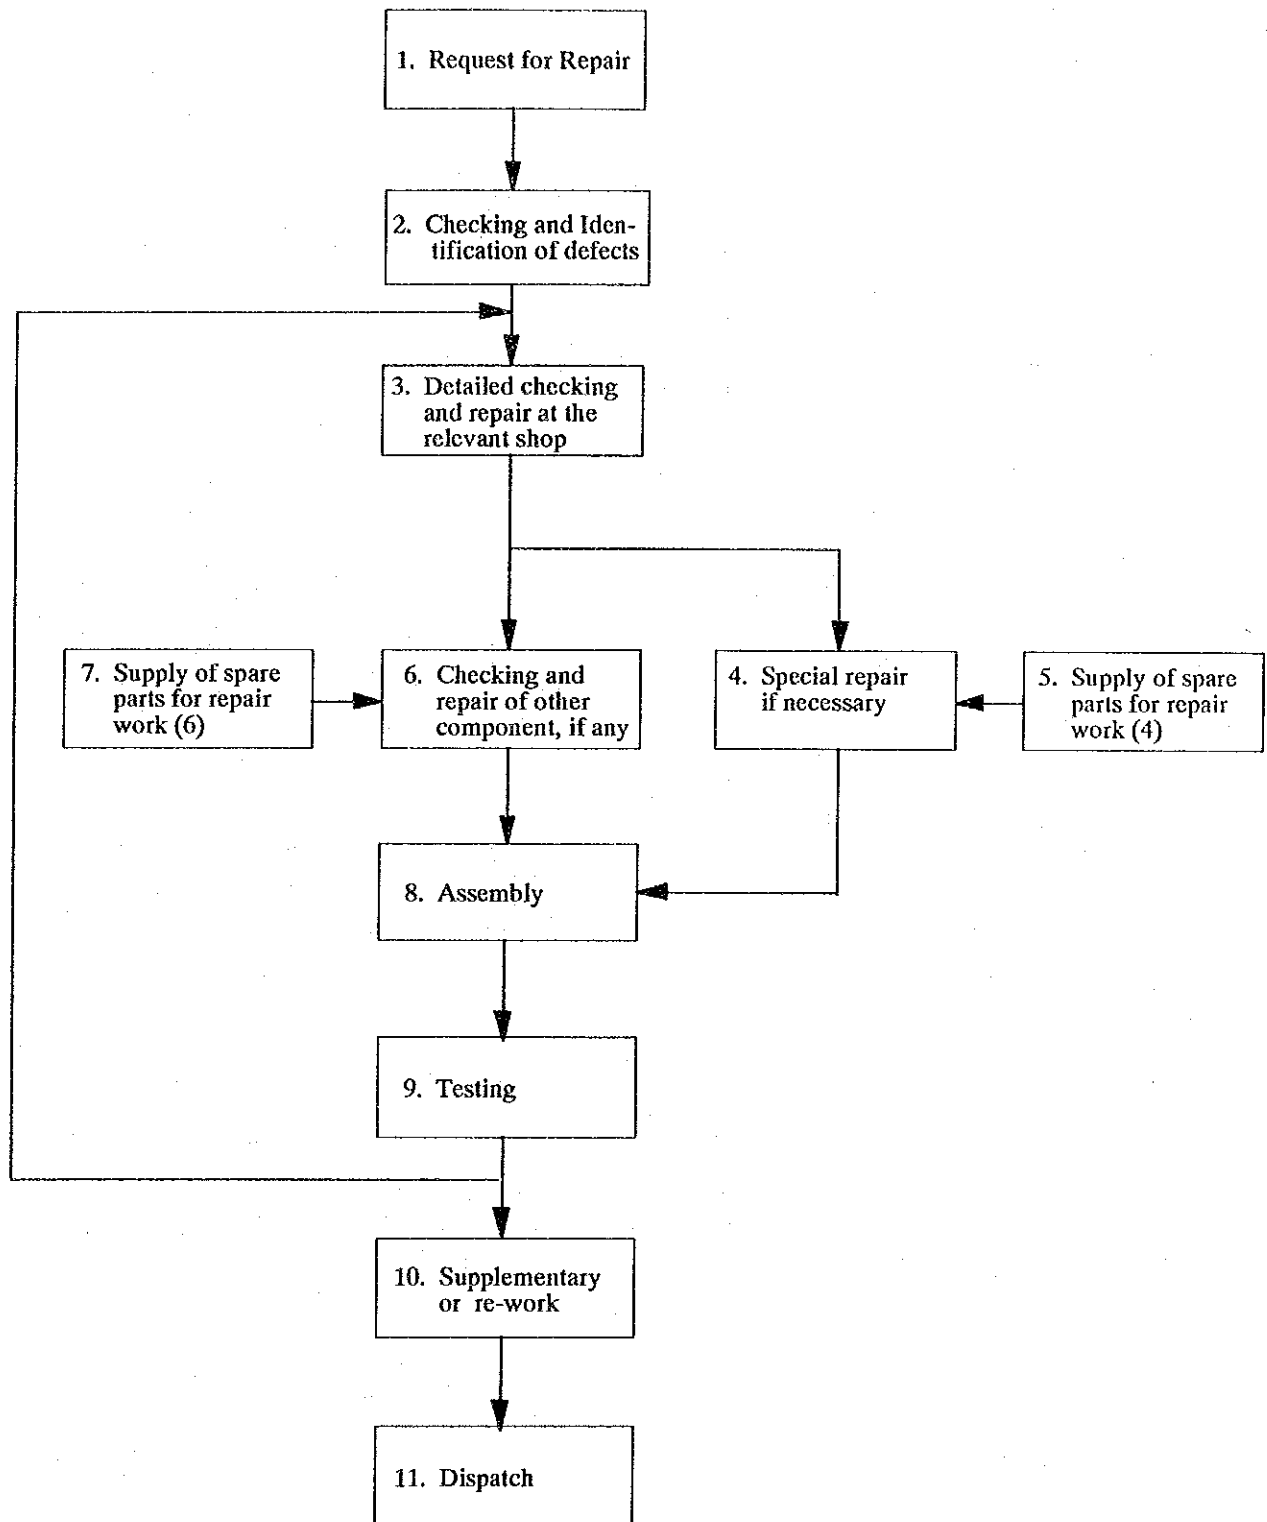 1. Request for Repair
2. Checking and Iden-
tification of defects
3. Detailed checking
and repair at the
relevant shop
7. Supply of spare
parts for repair
work (6)
6. Checking and
repair of other
component, if any
4. Special repair
if necessary
5. Supply of spare
parts for repair
work (4)
8. Assembly
9. Testing
10. Supplementary
or re-work
11. Dispatch